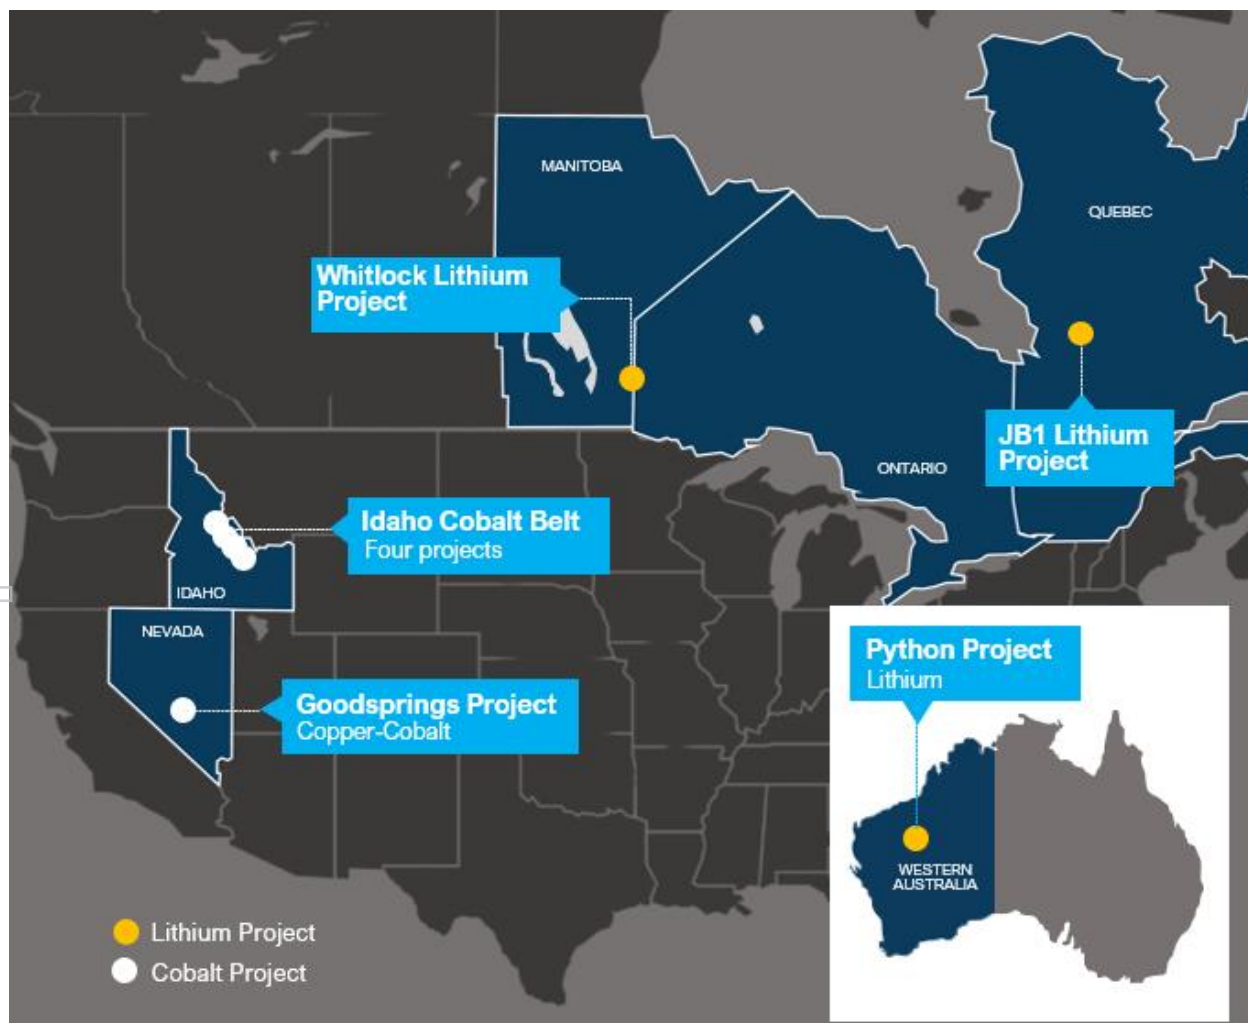 MANITOBA
QUEBEC
Whitlock Lithium
Project
JB1 Lithium
Project
ONTARIO
Idaho Cobalt Belt
Four projects
IDAHO
NEVADA
Goodsprings Project
Copper-Cobalt
Python Project
Lithium
WESTERN
AUSTRALIA
Lithium Project
Cobalt Project